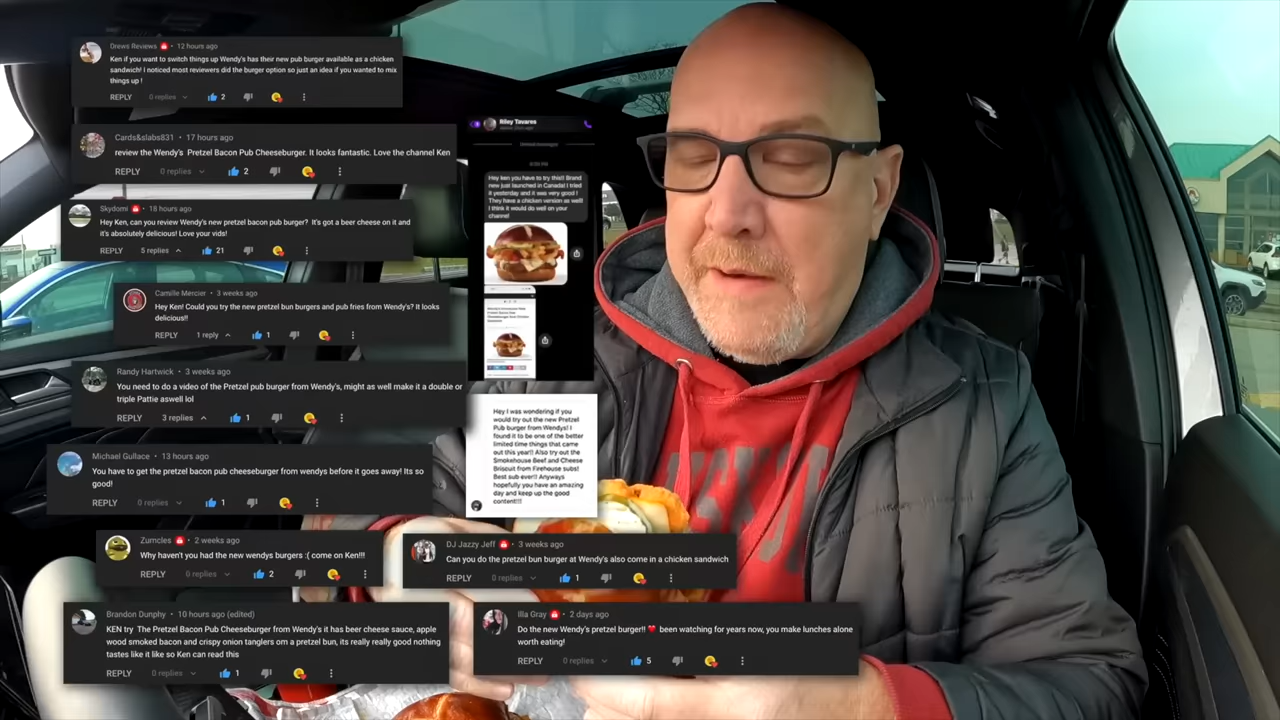 Drews Reviews • 12 hours ago
Ken if you want to switch things up Wendy's has their new pub burger available as a chicken
sandwich! I noticed most reviewers did the burger option so just an idea if you wanted to mix
things up !
REPLY 0 replies 2
Cards&slabs831 • 17 hours ago
review the Wendy's Pretzel Bacon Pub Cheeseburger. It looks fantastic. Love the channel Ken
REPLY 0 replies 2
Skydomi • 18 hours ago
Hey Ken, can you review Wendy's new pretzel bacon pub burger? It's got a beer cheese on it and
it's absolutely delicious! Love your vids!
REPLY 5 replies 21
Camille Mercier • 3 weeks ago
Hey Ken! Could you try the new pretzel bun burgers and pub fries from Wendy's? It looks
delicious!!
REPLY 1 reply 1
Randy Hartwick • 3 weeks ago
You need to do a video of the Pretzel pub burger from Wendy's, might as well make it a double or
triple Pattie aswell lol
REPLY 3 replies 1
Michael Gullace • 13 hours ago
You have to get the pretzel bacon pub cheeseburger from wendys before it goes away! Its so
good!
REPLY 0 replies 1
Zumcles • 2 weeks ago
Why haven't you had the new wendys burgers :( come on Ken!!!
REPLY 0 replies 2
Brandon Dunphy • 10 hours ago (edited)
KEN try The Pretzel Bacon Pub Cheeseburger from Wendy's it has beer cheese sauce, apple
wood smoked bacon and crispy onion tanglers om a pretzel bun, its really really good nothing
tastes like it like so Ken can read this
REPLY 0 replies 1
Riley Tavares
Hey ken you have to try this!! Brand
new just launched in Canada! I tried
it yesterday and it was very good !
They have a chicken version as well!
I think it would do well on your
channel
Hey I was wondering if you
would try out the new Pretzel
Pub burger from Wendys! I
found it to be one of the better
limited time things that came
out this year!! Also try out the
Smokehouse Beef and Cheese
Briscuit from Firehouse subs!
Best sub ever!! Anyways
hopefully you have an amazing
day and keep up the good
content!!!
DJ Jazzy Jeff • 3 weeks ago
Can you do the pretzel bun burger at Wendy's also come in a chicken sandwich
REPLY 0 replies 1
Illa Gray • 2 days ago
Do the new Wendy's pretzel burger!! ❤️ been watching for years now, you make lunches alone
worth eating!
REPLY 0 replies 5